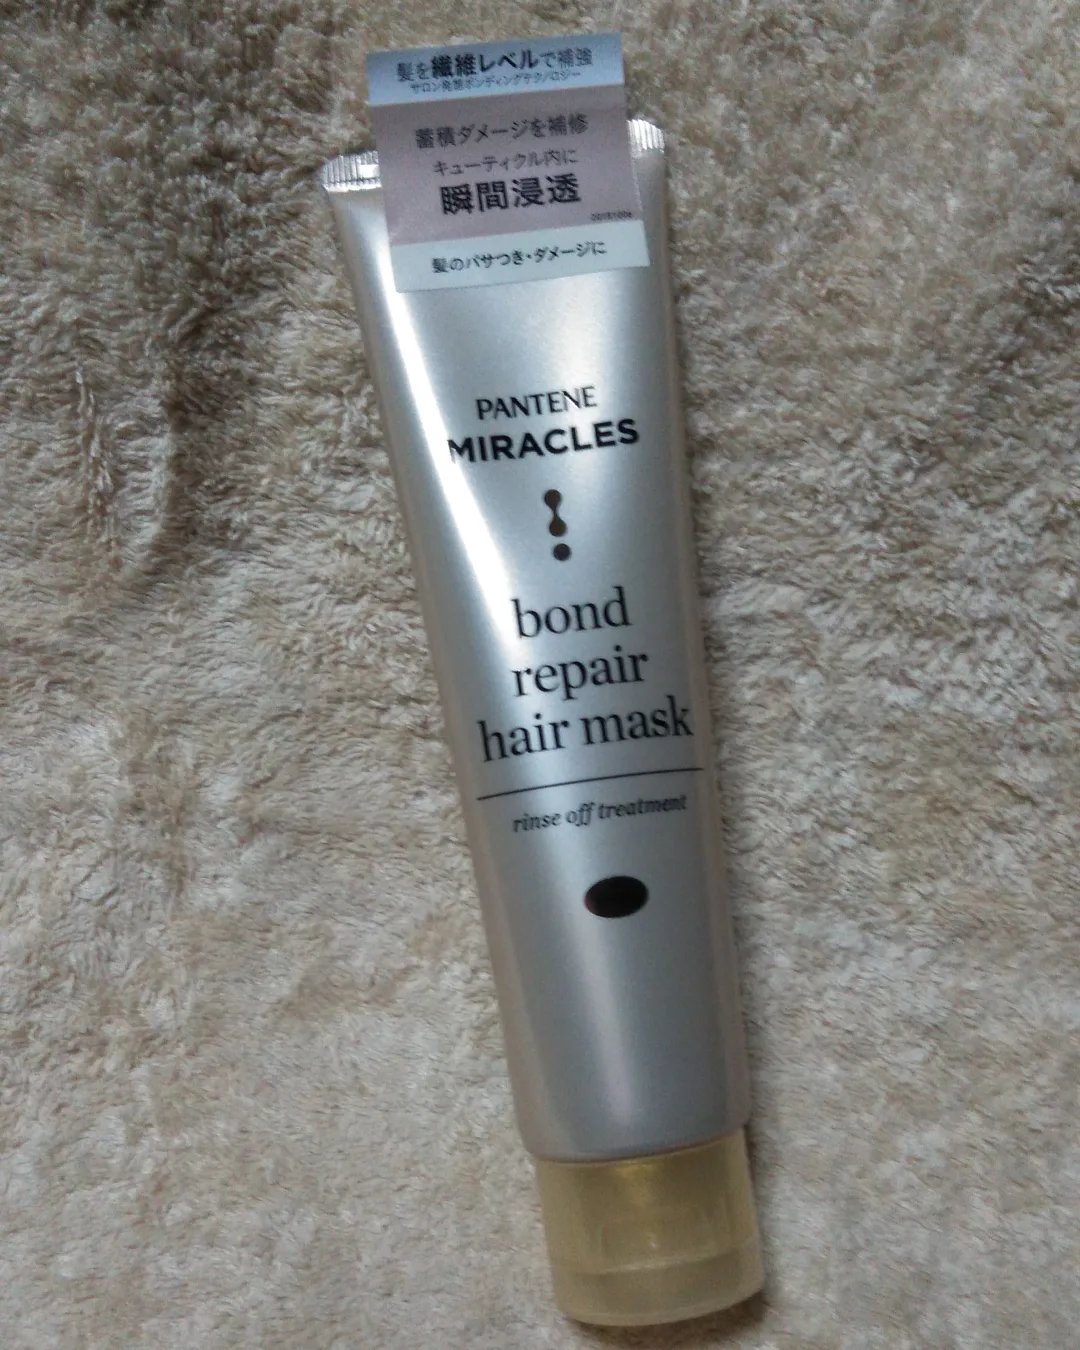 髪を繊維レベルで補強
サロン発想ボンディングテクノロジー
蓄積ダメージを補修
キューティクル内に
瞬間浸透
髪のパサつき・ダメージに
PANTENE
MIRACLES
bond
repair
hair mask
rinse off treatment